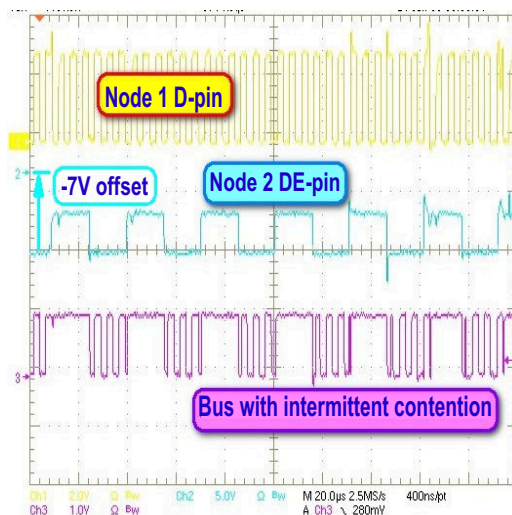 Node 1 D-pin
2
-7V offset
Node 2 DE-pin
3
Bus with intermittent contention
Ch1 2.0V Ω Bw Ch2 5.0V Ω Bw M 20.0µs 2.5MS/s 400ns/pt
Ch3 1.0V Ω Bw A Ch3 \ 280mV